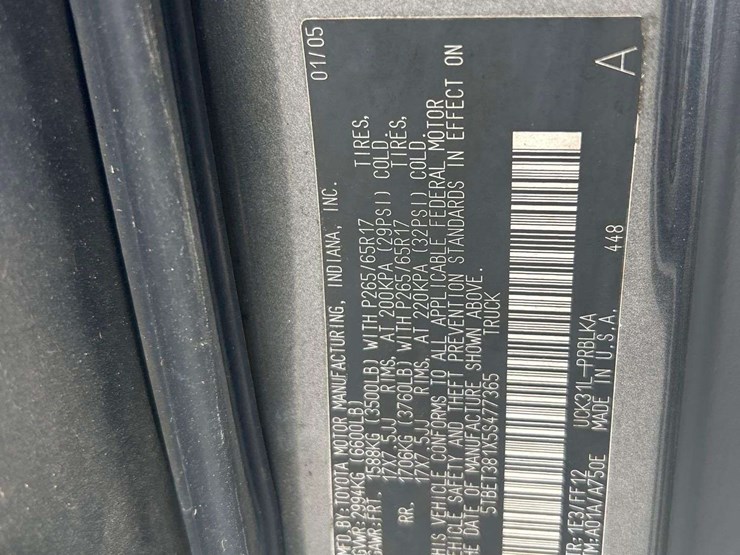 MFD.BY:TOYOTA MOTOR MANUFACTURING, INDIANA, INC. 01/05
GVWR:2994KG (6600LB)
GAWR:FRT. 1588KG (3500LB) WITH P265/65R17 TIRES,
17X7.5JJ RIMS, AT 200KPA (29PSI) COLD
RR. 1706KG (3760LB) WITH P265/65R17 TIRES,
17X7.5JJ RIMS, AT 220KPA (32PSI) COLD.
THIS VEHICLE CONFORMS TO ALL APPLICABLE FEDERAL MOTOR
VEHICLE SAFETY AND THEFT PREVENTION STANDARDS IN EFFECT ON
THE DATE OF MANUFACTURE SHOWN ABOVE.
5TBET381X5S477365 TRUCK
R:1E3/FF12 UCK31L-PRBLKA 448
TM:A01A/A750E MADE IN U.S.A. A